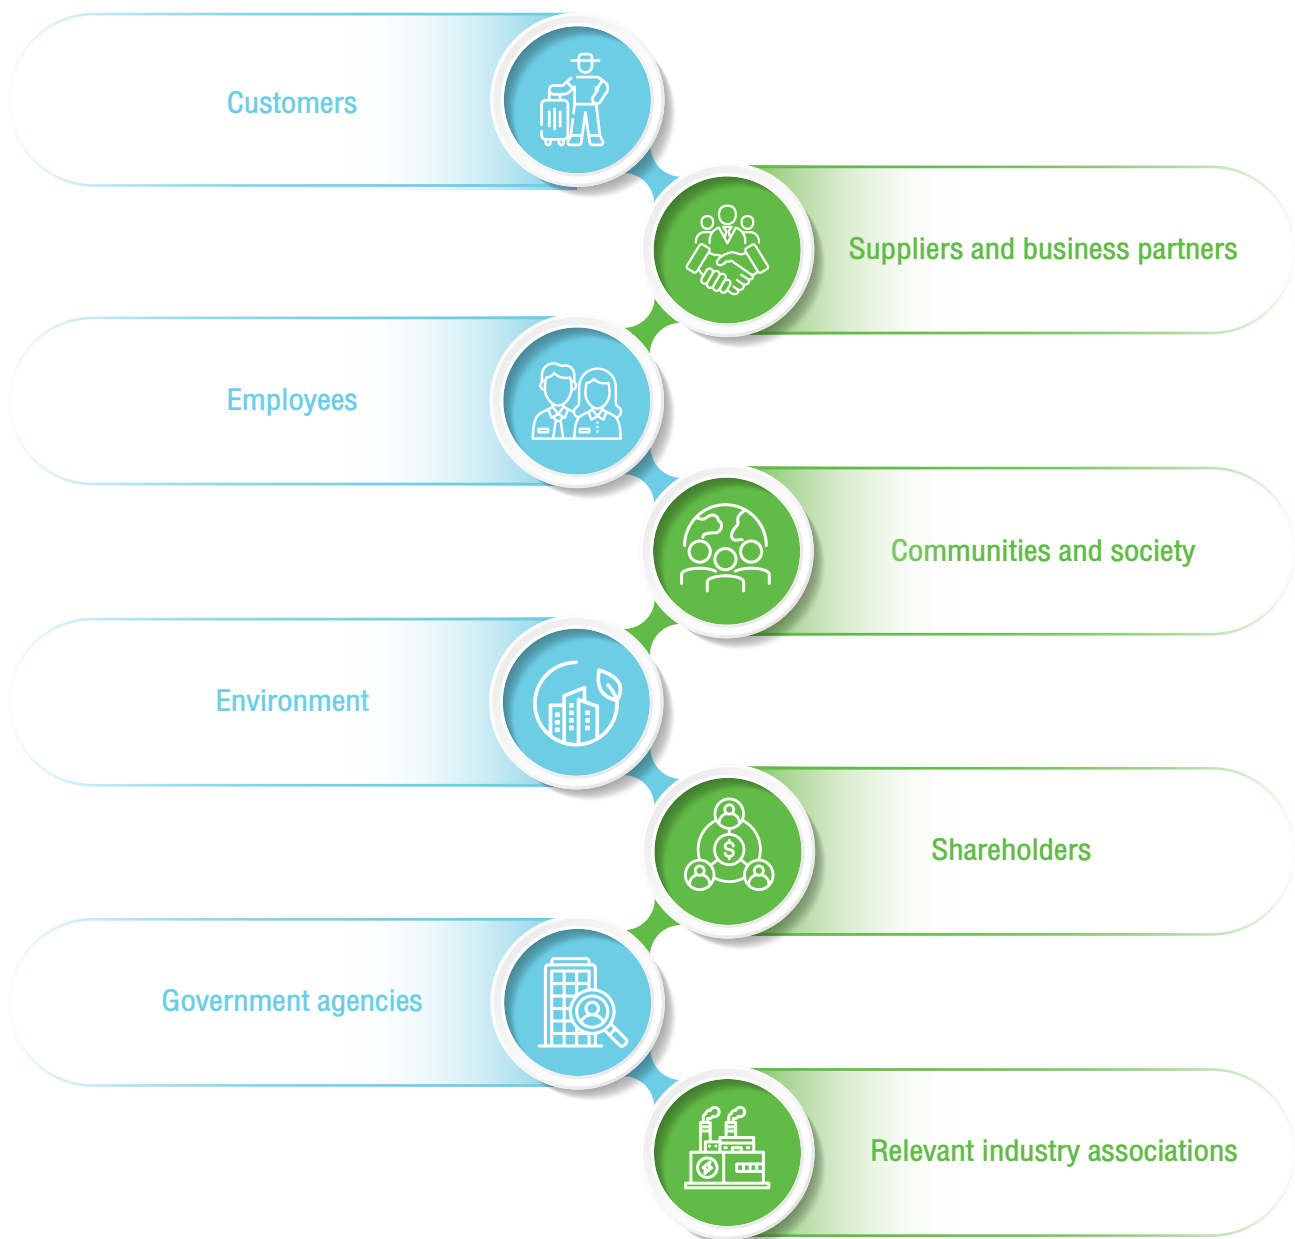 Customers
Suppliers and business partners
Employees
Communities and society
Environment
Shareholders
Government agencies
Relevant industry associations